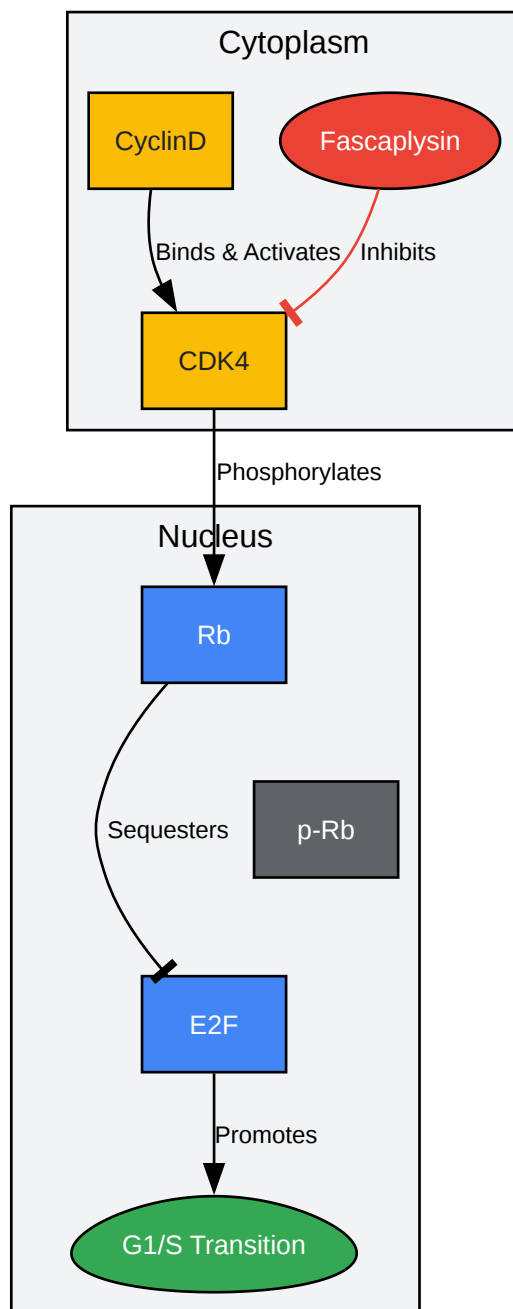 Cytoplasm
CyclinD
Fascaplysin
Binds & Activates
Inhibits
CDK4
Phosphorylates
Nucleus
Rb
p-Rb
Sequesters
E2F
Promotes
G1/S Transition